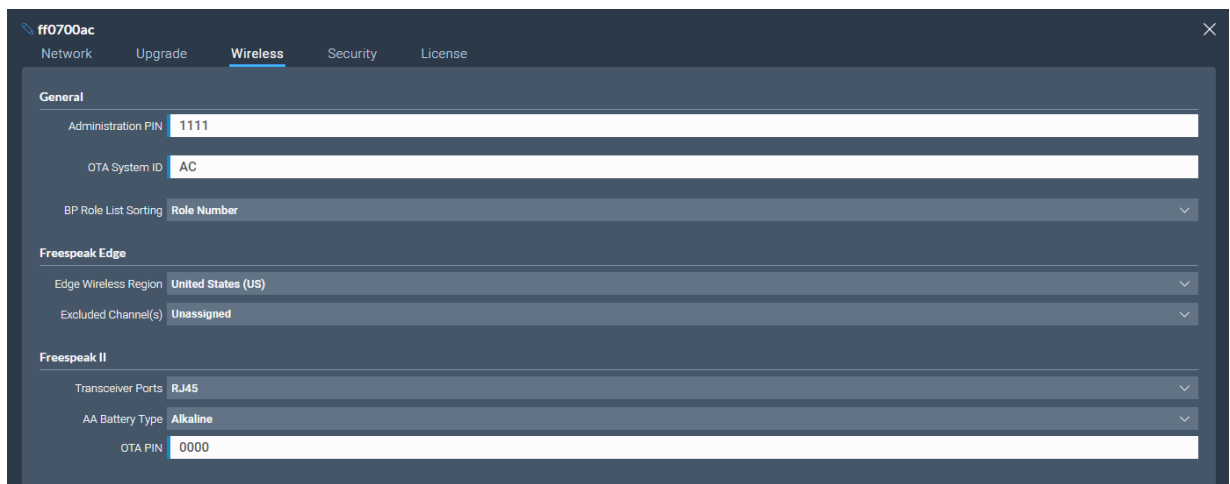 ff0700ac
Network Upgrade Wireless Security License
General
Administration PIN 1111
OTA System ID AC
BP Role List Sorting Role Number
Freespeak Edge
Edge Wireless Region United States (US)
Excluded Channel(s) Unassigned
Freespeak II
Transceiver Ports RJ45
AA Battery Type Alkaline
OTA PIN 0000